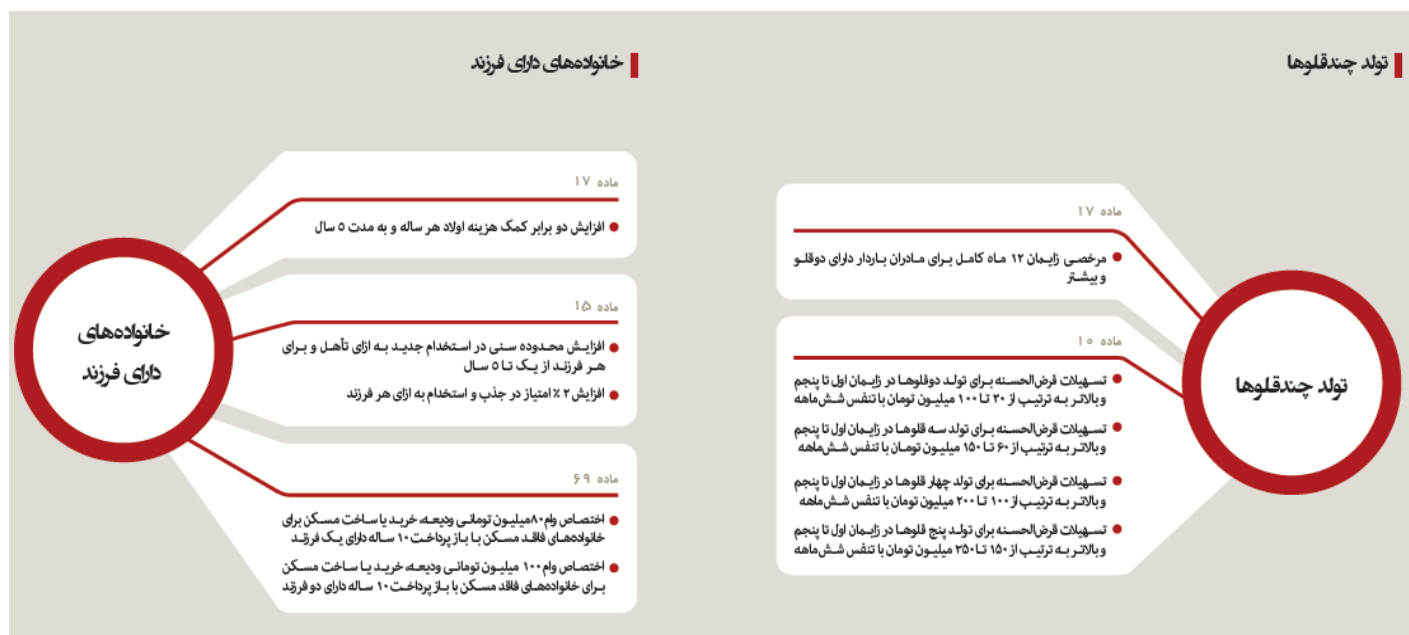 تولد چندقلوها
ماده ۱۷
مرخصی زایمان ۱۲ ماه کامل برای مادران باردار دارای دوقلو
و بیشتر
ماده ۱۰
تسهیلات قرض‌الحسنه برای تولد دوقلوها در زایمان اول تا پنجم
و بالاتر به ترتیب از ۲۰ تا ۱۰۰ میلیون تومان با تنفس شش‌ماهه
تسهیلات قرض‌الحسنه برای تولد سه قلوها در زایمان اول تا پنجم
و بالاتر به ترتیب از ۶۰ تا ۱۵۰ میلیون تومان با تنفس شش‌ماهه
تسهیلات قرض‌الحسنه برای تولد چهار قلوها در زایمان اول تا پنجم
و بالاتر به ترتیب از ۱۰۰ تا ۲۰۰ میلیون تومان با تنفس شش‌ماهه
تسهیلات قرض‌الحسنه برای تولد پنج قلوها در زایمان اول تا پنجم
و بالاتر به ترتیب از ۱۵۰ تا ۲۵۰ میلیون تومان با تنفس شش‌ماهه
تولد چندقلوها
خانواده‌های دارای فرزند
ماده ۱۷
افزایش دو برابر کمک هزینه اولاد هر ساله و به مدت ۵ سال
ماده ۱۵
افزایش محدوده سنی در استخدام جدید به ازای تأهل و برای
هر فرزند از یک تا ۵ سال
افزایش ۲ ٪ امتیاز در جذب و استخدام به ازای هر فرزند
ماده ۶۹
اختصاص وام ۸۰میلیون تومانی ودیعه، خرید یا ساخت مسکن برای
خانواده‌های فاقد مسکن با باز پرداخت ۱۰ ساله دارای یک فرزند
اختصاص وام ۱۰۰ میلیون تومانی ودیعه، خرید یا ساخت مسکن
برای خانواده‌های فاقد مسکن با باز پرداخت ۱۰ ساله دارای دو فرزند
خانواده‌های
دارای فرزند